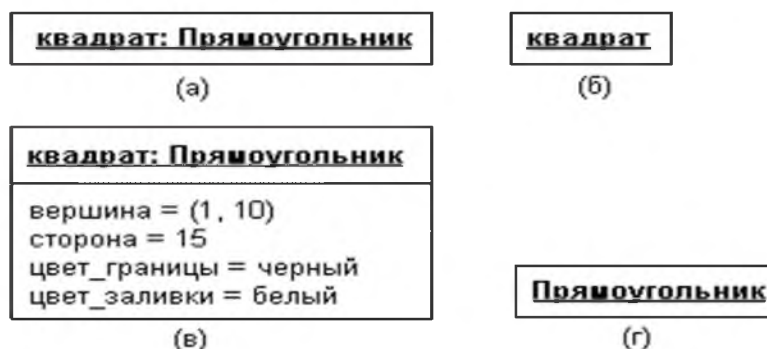 квадрат: Прямоугольник
квадрат
(а)
(б)
квадрат: Прямоугольник
вершина = (1, 10)
сторона = 15
цвет_границы = черный
цвет_заливки = белый
Прямоугольник
(в)
(г)